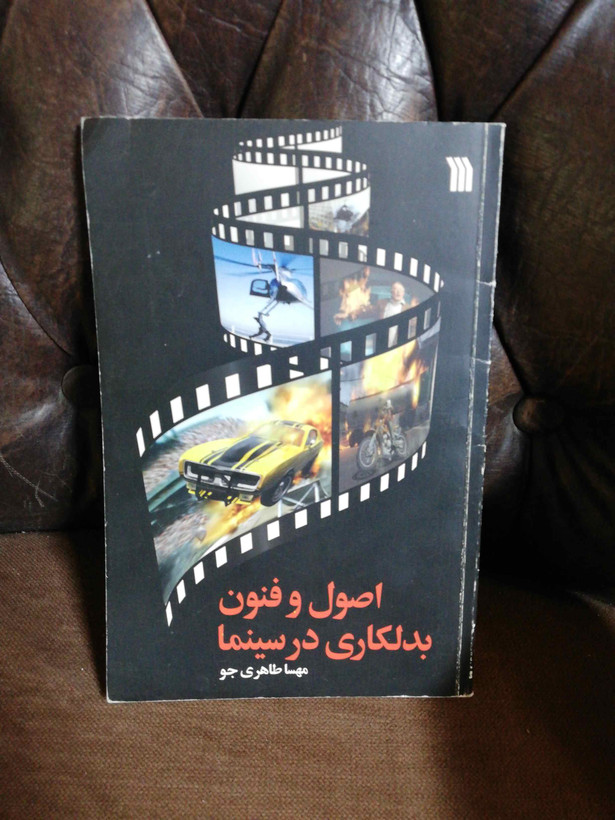 اصول و فنون
بدلکاری در سینما
مهسا طاهری جو